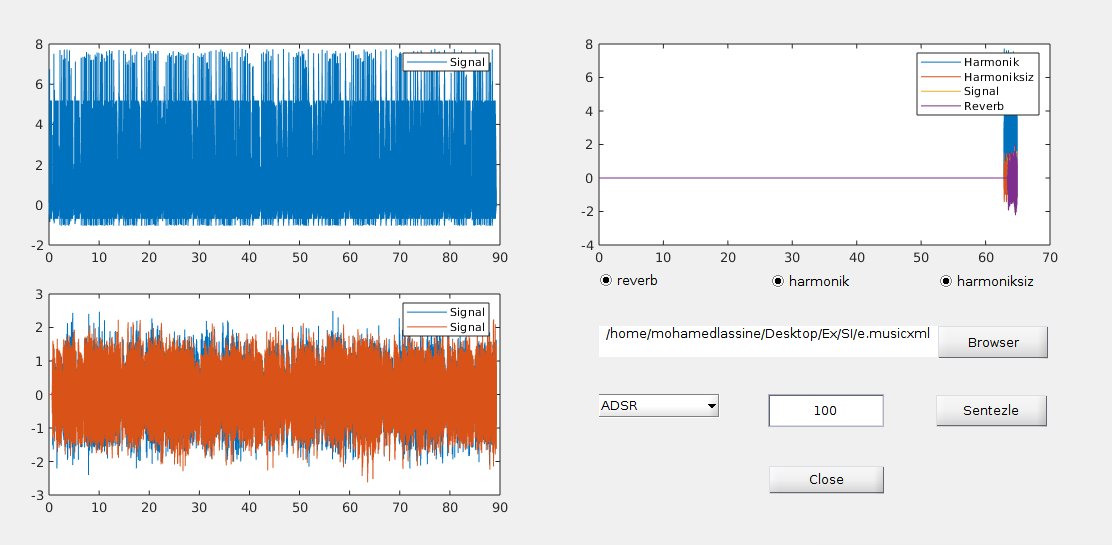 8
6
4
2
0
-2
0 10 20 30 40 50 60 70 80 90
Signal
8
6
4
2
0
-2
-4
0 10 20 30 40 50 60 70
Harmonik
Harmoniksiz
Signal
Reverb
reverb harmonik harmoniksiz
3
2
1
0
-1
-2
-3
0 10 20 30 40 50 60 70 80 90
Signal
Signal
/home/mohamedlassine/Desktop/Ex/SI/e.musicxml Browser
ADSR 100 Sentezle
Close